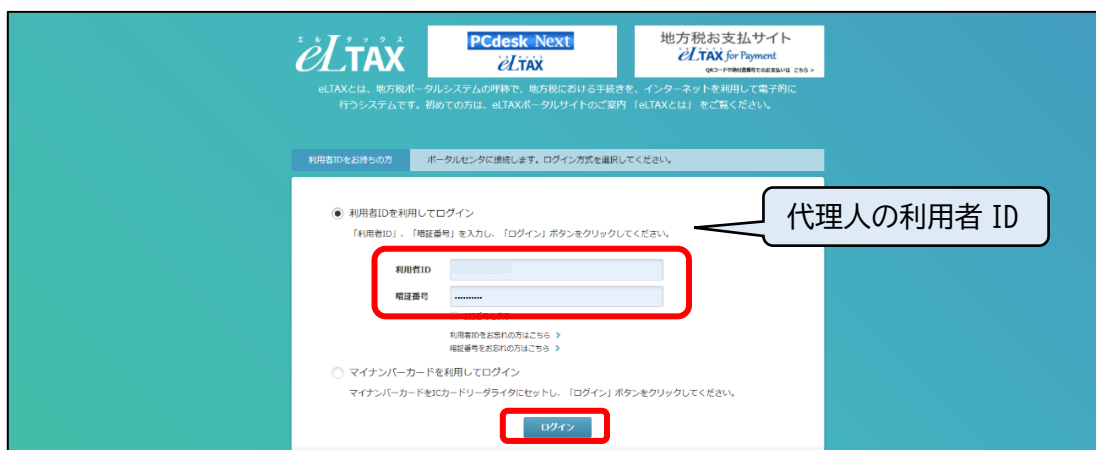 エルタックス
eLTAX
PCdesk Next
eLTAX
地方税お支払サイト
eLTAX for Payment
QRコードや納付書番号でのお支払いは こちら >
eLTAXとは、地方税ポータルシステムの呼称で、地方税における手続きを、インターネットを利用して電子的に
行うシステムです。初めての方は、eLTAXポータルサイトのご案内「eLTAXとは」をご覧ください。
利用者IDをお持ちの方
ポータルセンタに接続します。ログイン方式を選択してください。
利用者IDを利用してログイン
「利用者ID」、「暗証番号」を入力し、「ログイン」ボタンをクリックしてください。
代理人の利用者 ID
利用者ID
暗証番号
利用者IDをお忘れの方はこちら >
暗証番号をお忘れの方はこちら >
マイナンバーカードを利用してログイン
マイナンバーカードをICカードリーダライタにセットし、「ログイン」ボタンをクリックしてください。
ログイン